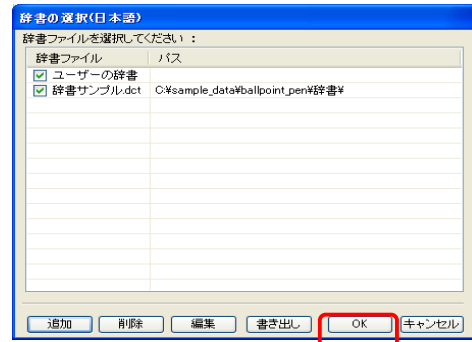 辞書の選択(日本語)
辞書ファイルを選択してください：
辞書ファイル パス
ユーザーの辞書
辞書サンプル.dct C:¥sample_data¥ballpoint_pen¥辞書¥
追加 削除 編集 書き出し OK キャンセル